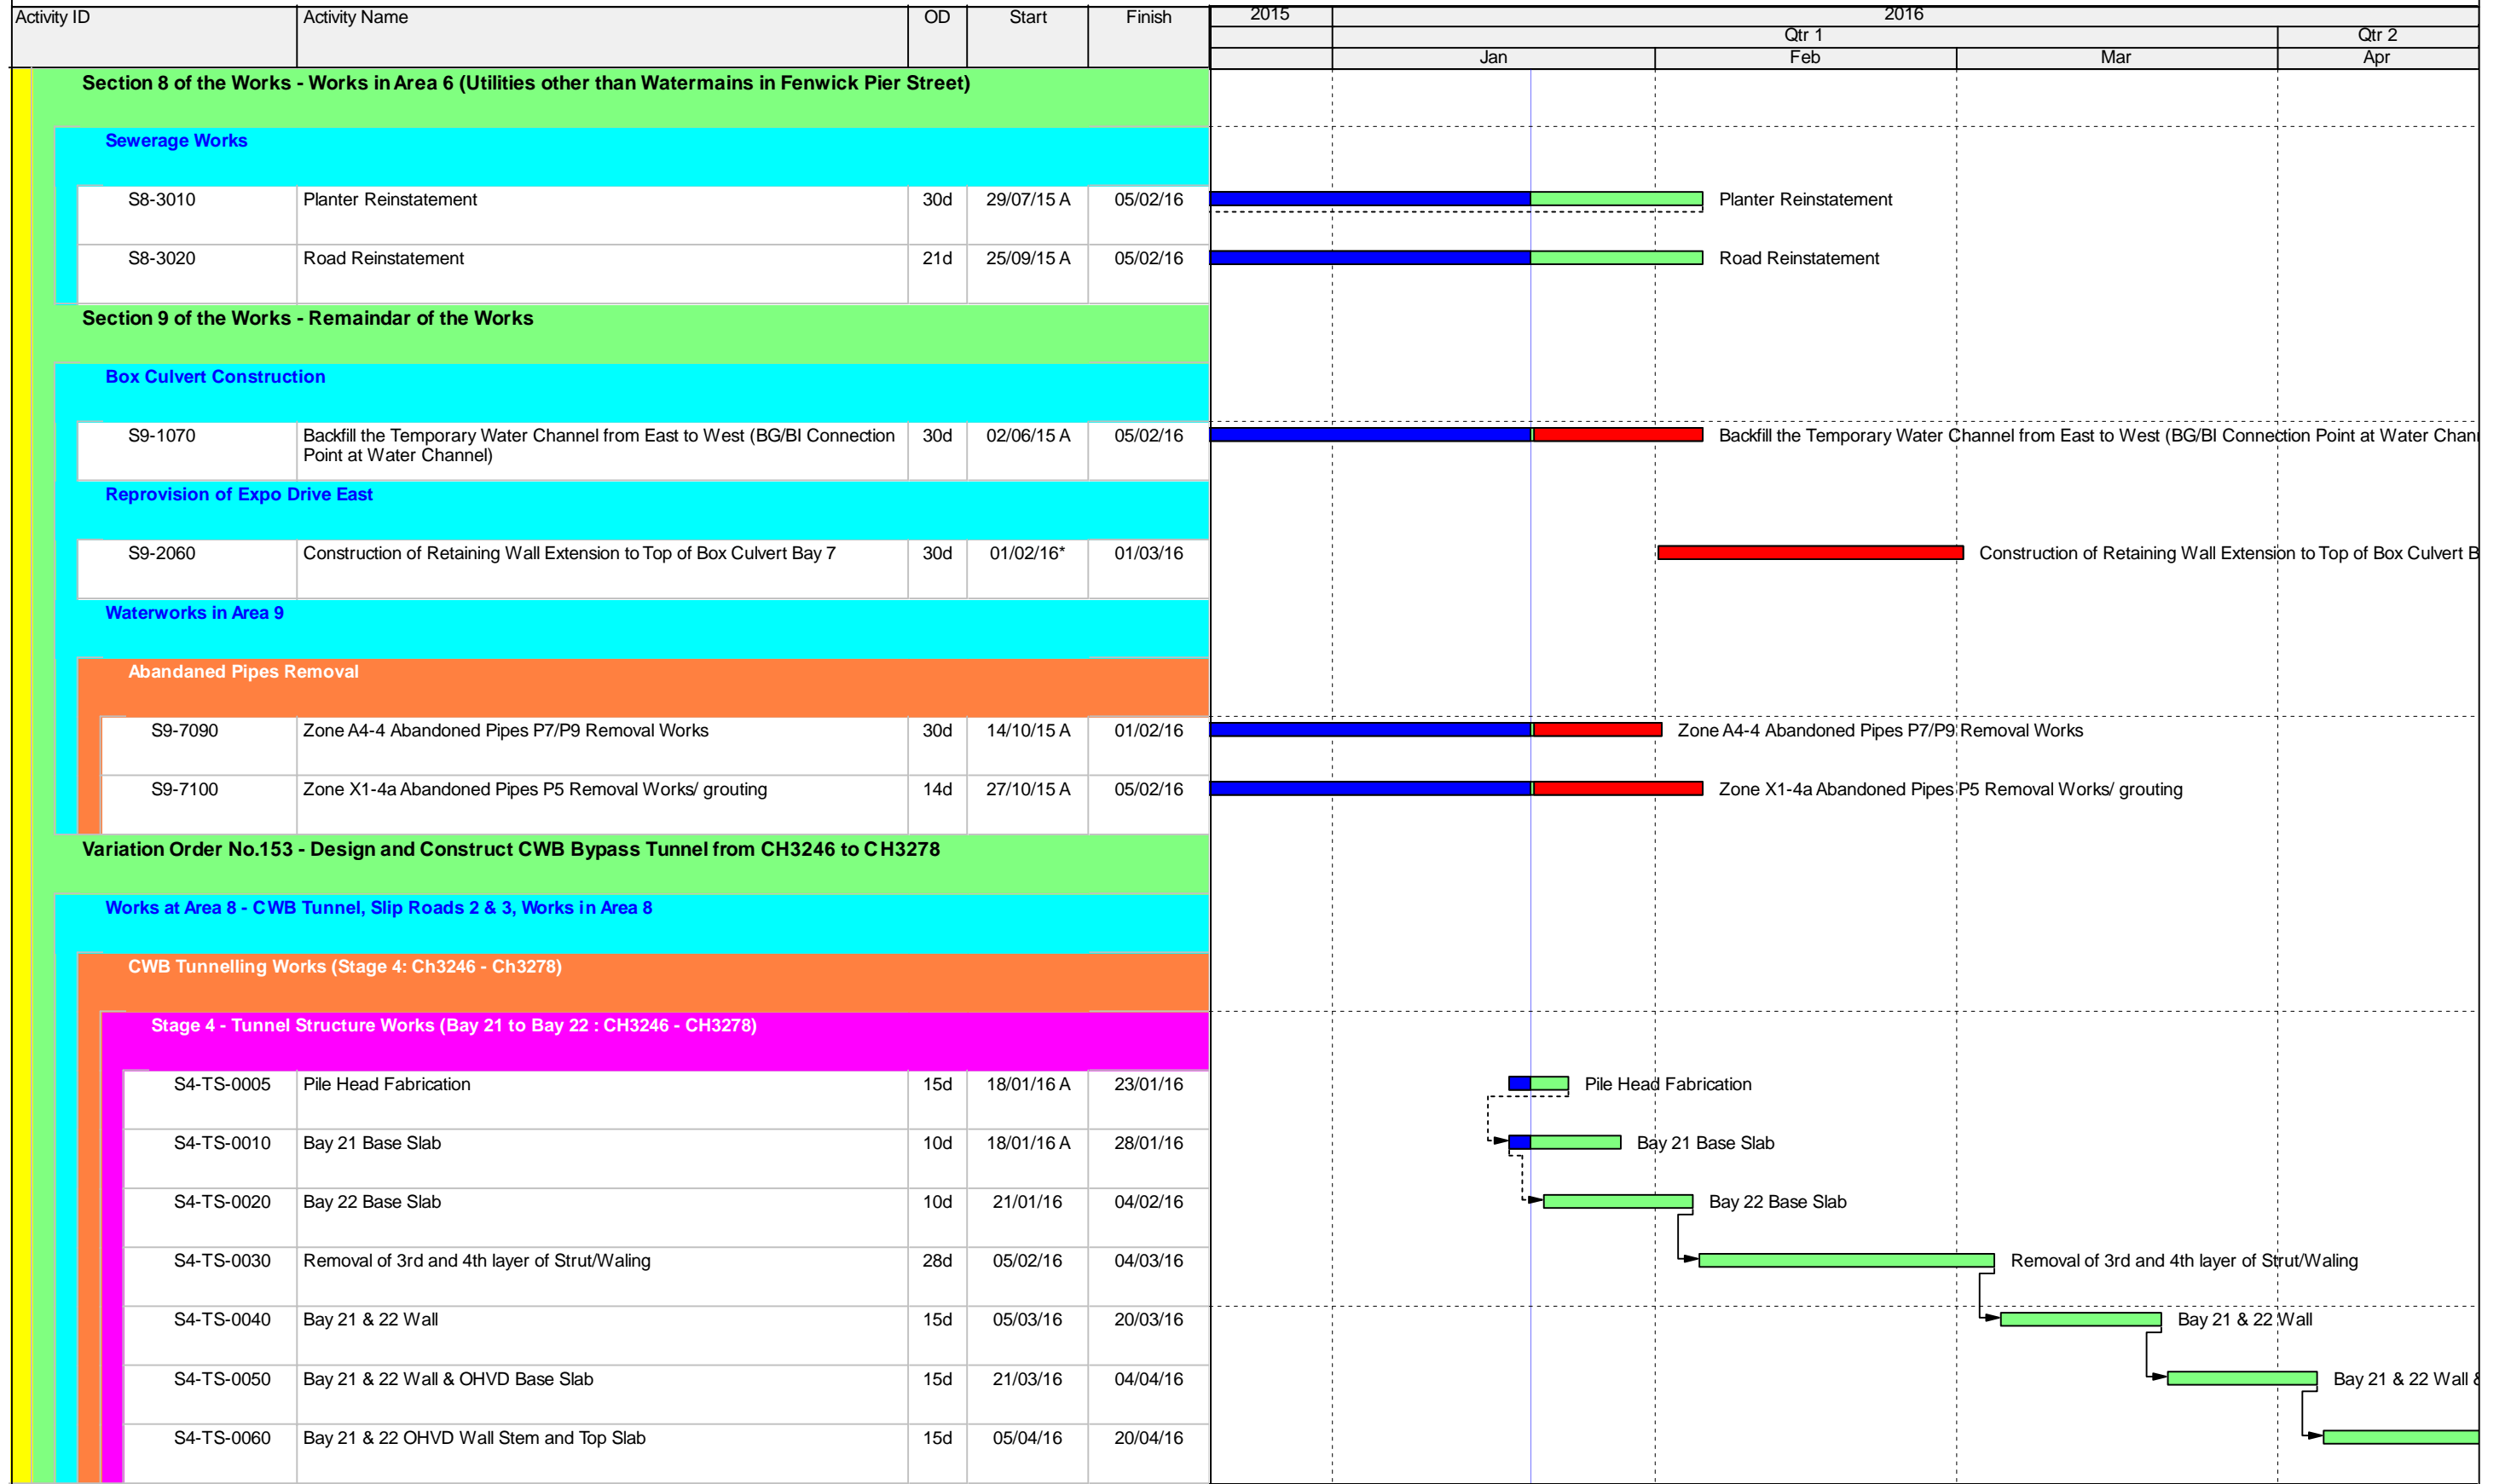 Activity ID Activity Name OD Start Finish 2015 2016
Qtr 1 Qtr 2
Jan Feb Mar Apr
Section 8 of the Works - Works in Area 6 (Utilities other than Watermains in Fenwick Pier Street)
Sewerage Works
S8-3010 Planter Reinstatement 30d 29/07/15 A 05/02/16 Planter Reinstatement
S8-3020 Road Reinstatement 21d 25/09/15 A 05/02/16 Road Reinstatement
Section 9 of the Works - Remaindar of the Works
Box Culvert Construction
S9-1070 Backfill the Temporary Water Channel from East to West (BG/BI Connection 30d 02/06/15 A 05/02/16 Backfill the Temporary Water Channel from East to West (BG/BI Connection Point at Water Chan
Point at Water Channel)
Reprovision of Expo Drive East
S9-2060 Construction of Retaining Wall Extension to Top of Box Culvert Bay 7 30d 01/02/16* 01/03/16 Construction of Retaining Wall Extension to Top of Box Culvert B
Waterworks in Area 9
Abandaned Pipes Removal
S9-7090 Zone A4-4 Abandoned Pipes P7/P9 Removal Works 30d 14/10/15 A 01/02/16 Zone A4-4 Abandoned Pipes P7/P9 Removal Works
S9-7100 Zone X1-4a Abandoned Pipes P5 Removal Works/ grouting 14d 27/10/15 A 05/02/16 Zone X1-4a Abandoned Pipes P5 Removal Works/ grouting
Variation Order No.153 - Design and Construct CWB Bypass Tunnel from CH3246 to CH3278
Works at Area 8 - CWB Tunnel, Slip Roads 2 & 3, Works in Area 8
CWB Tunnelling Works (Stage 4: Ch3246 - Ch3278)
Stage 4 - Tunnel Structure Works (Bay 21 to Bay 22 : CH3246 - CH3278)
S4-TS-0005 Pile Head Fabrication 15d 18/01/16 A 23/01/16 Pile Head Fabrication
S4-TS-0010 Bay 21 Base Slab 10d 18/01/16 A 28/01/16 Bay 21 Base Slab
S4-TS-0020 Bay 22 Base Slab 10d 21/01/16 04/02/16 Bay 22 Base Slab
S4-TS-0030 Removal of 3rd and 4th layer of Strut/Waling 28d 05/02/16 04/03/16 Removal of 3rd and 4th layer of Strut/Waling
S4-TS-0040 Bay 21 & 22 Wall 15d 05/03/16 20/03/16 Bay 21 & 22 Wall
S4-TS-0050 Bay 21 & 22 Wall & OHVD Base Slab 15d 21/03/16 04/04/16 Bay 21 & 22 Wall &
S4-TS-0060 Bay 21 & 22 OHVD Wall Stem and Top Slab 15d 05/04/16 20/04/16